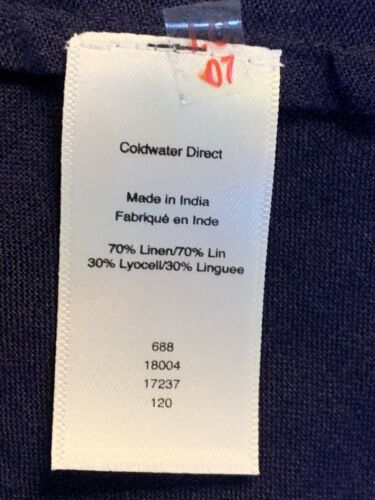 07
Coldwater Direct
Made in India
Fabriqué en Inde
70% Linen/70% Lin
30% Lyocell/30% Linguee
688
18004
17237
120